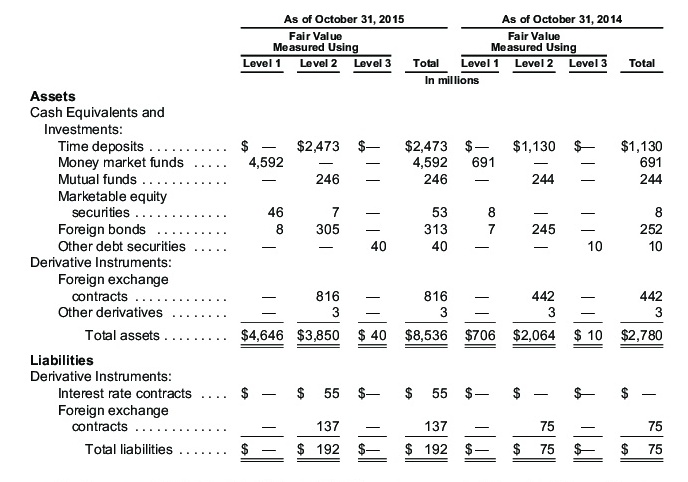 As of October 31, 2015 As of October 31, 2014
Fair Value Fair Value
Measured Using Measured Using
Level 1 Level 2 Level 3 Total Level 1 Level 2 Level 3 Total
In millions
Assets
Cash Equivalents and
Investments:
Time deposits . . . . . . . . . . . $ — $2,473 $— $2,473 $— $1,130 $— $1,130
Money market funds . . . . . 4,592 — — 4,592 691 — — 691
Mutual funds . . . . . . . . . . . . — 246 — 246 — 244 — 244
Marketable equity
securities . . . . . . . . . . . . . 46 7 — 53 8 — — 8
Foreign bonds . . . . . . . . . . 8 305 — 313 7 245 — 252
Other debt securities . . . . . — — 40 40 — — 10 10
Derivative Instruments:
Foreign exchange
contracts . . . . . . . . . . . . . — 816 — 816 — 442 — 442
Other derivatives . . . . . . . . — 3 — 3 — 3 — 3
Total assets . . . . . . . . . $4,646 $3,850 $ 40 $8,536 $706 $2,064 $ 10 $2,780
Liabilities
Derivative Instruments:
Interest rate contracts . . . . $ — $ 55 $— $ 55 $— $ — $— $ —
Foreign exchange
contracts . . . . . . . . . . . . . — 137 — 137 — 75 — 75
Total liabilities . . . . . . . $ — $ 192 $— $ 192 $— $ 75 $— $ 75